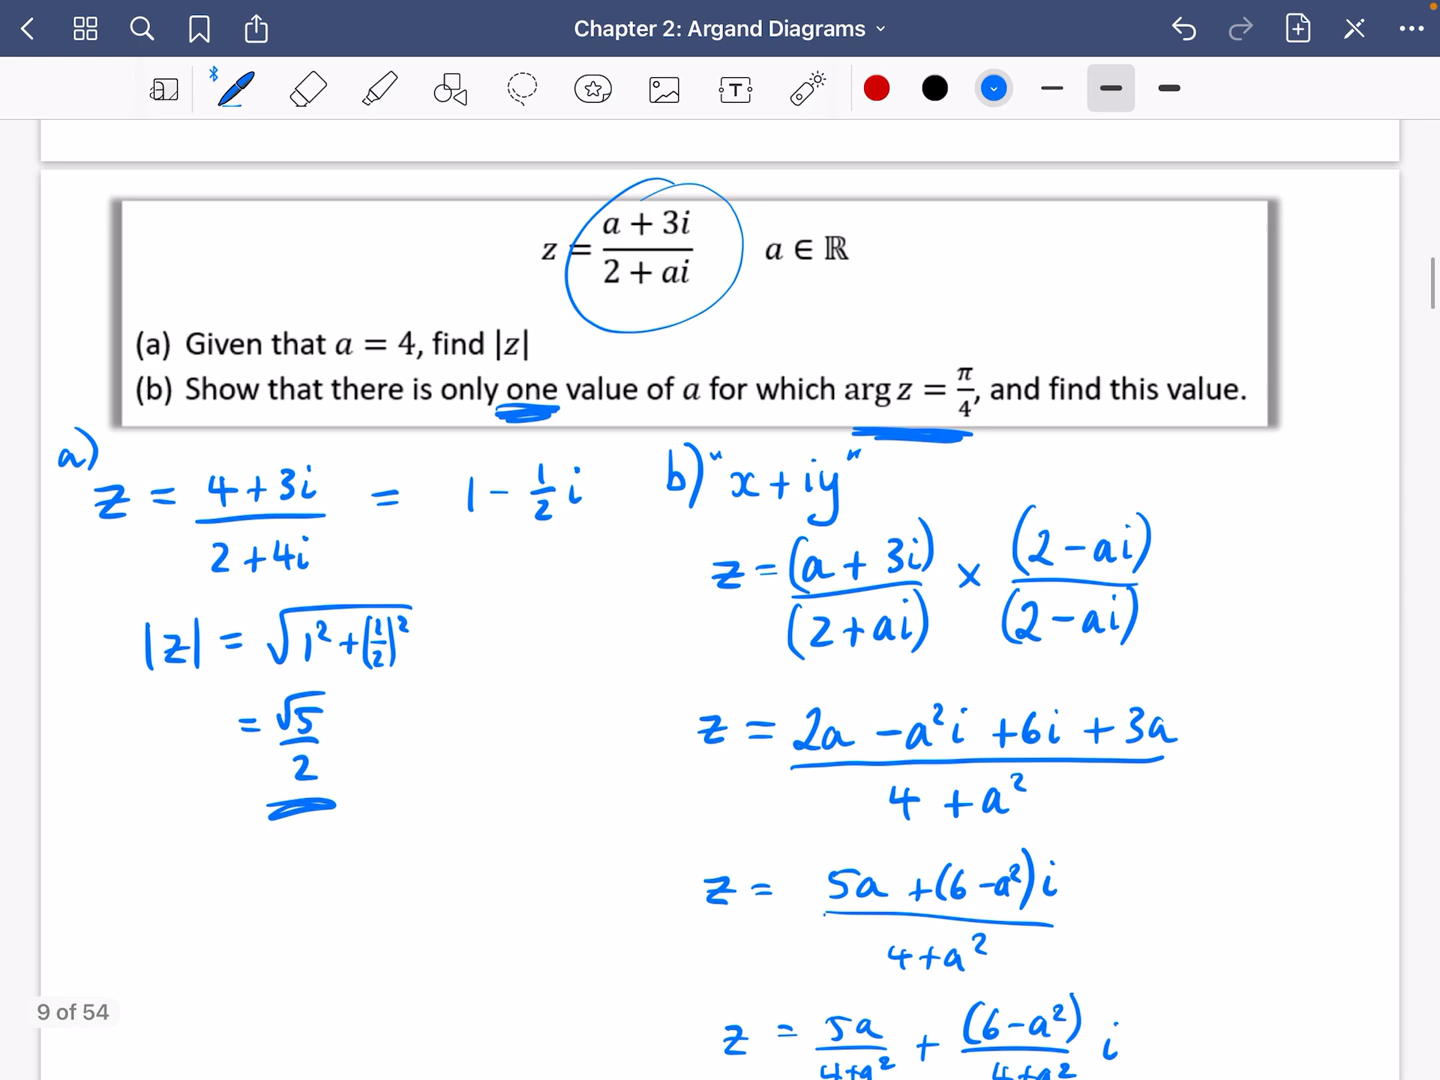 Chapter 2: Argand Diagrams
T
z = (a + 3i)/(2 + ai)    a ∈ ℝ
(a) Given that a = 4, find |z|
(b) Show that there is only one value of a for which arg z = π/4, and find this value.
a)
z = (4 + 3i)/(2 + 4i) = 1 - 1/2 i
|z| = √(1² + (1/2)²)
= √5/2
b) "x + iy"
z = (a + 3i)/(2 + ai) × (2 - ai)/(2 - ai)
z = (2a - a²i + 6i + 3a)/(4 + a²)
z = (5a + (6 - a²)i)/(4 + a²)
z = 5a/(4+a²) + (6 - a²)/(4+a²) i
9 of 54